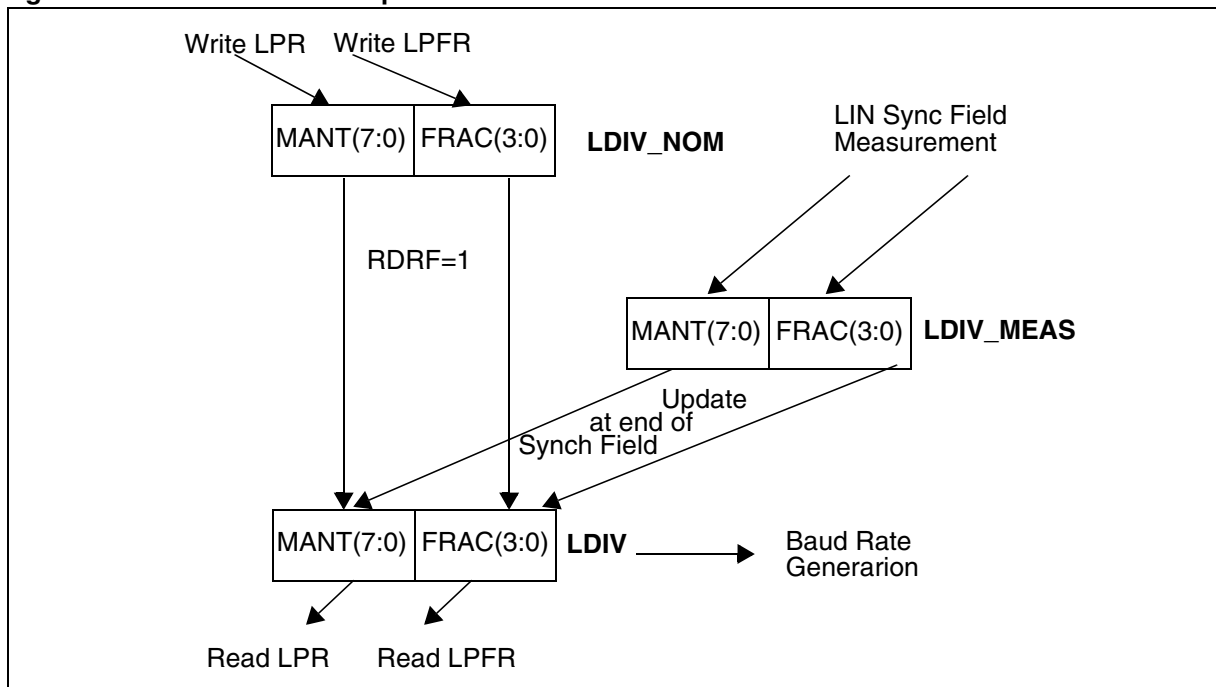 Write LPR Write LPFR
MANT(7:0) FRAC(3:0) LDIV_NOM
LIN Sync Field
Measurement
RDRF=1
MANT(7:0) FRAC(3:0) LDIV_MEAS
Update
at end of
Synch Field
MANT(7:0) FRAC(3:0) LDIV
Baud Rate
Generarion
Read LPR Read LPFR